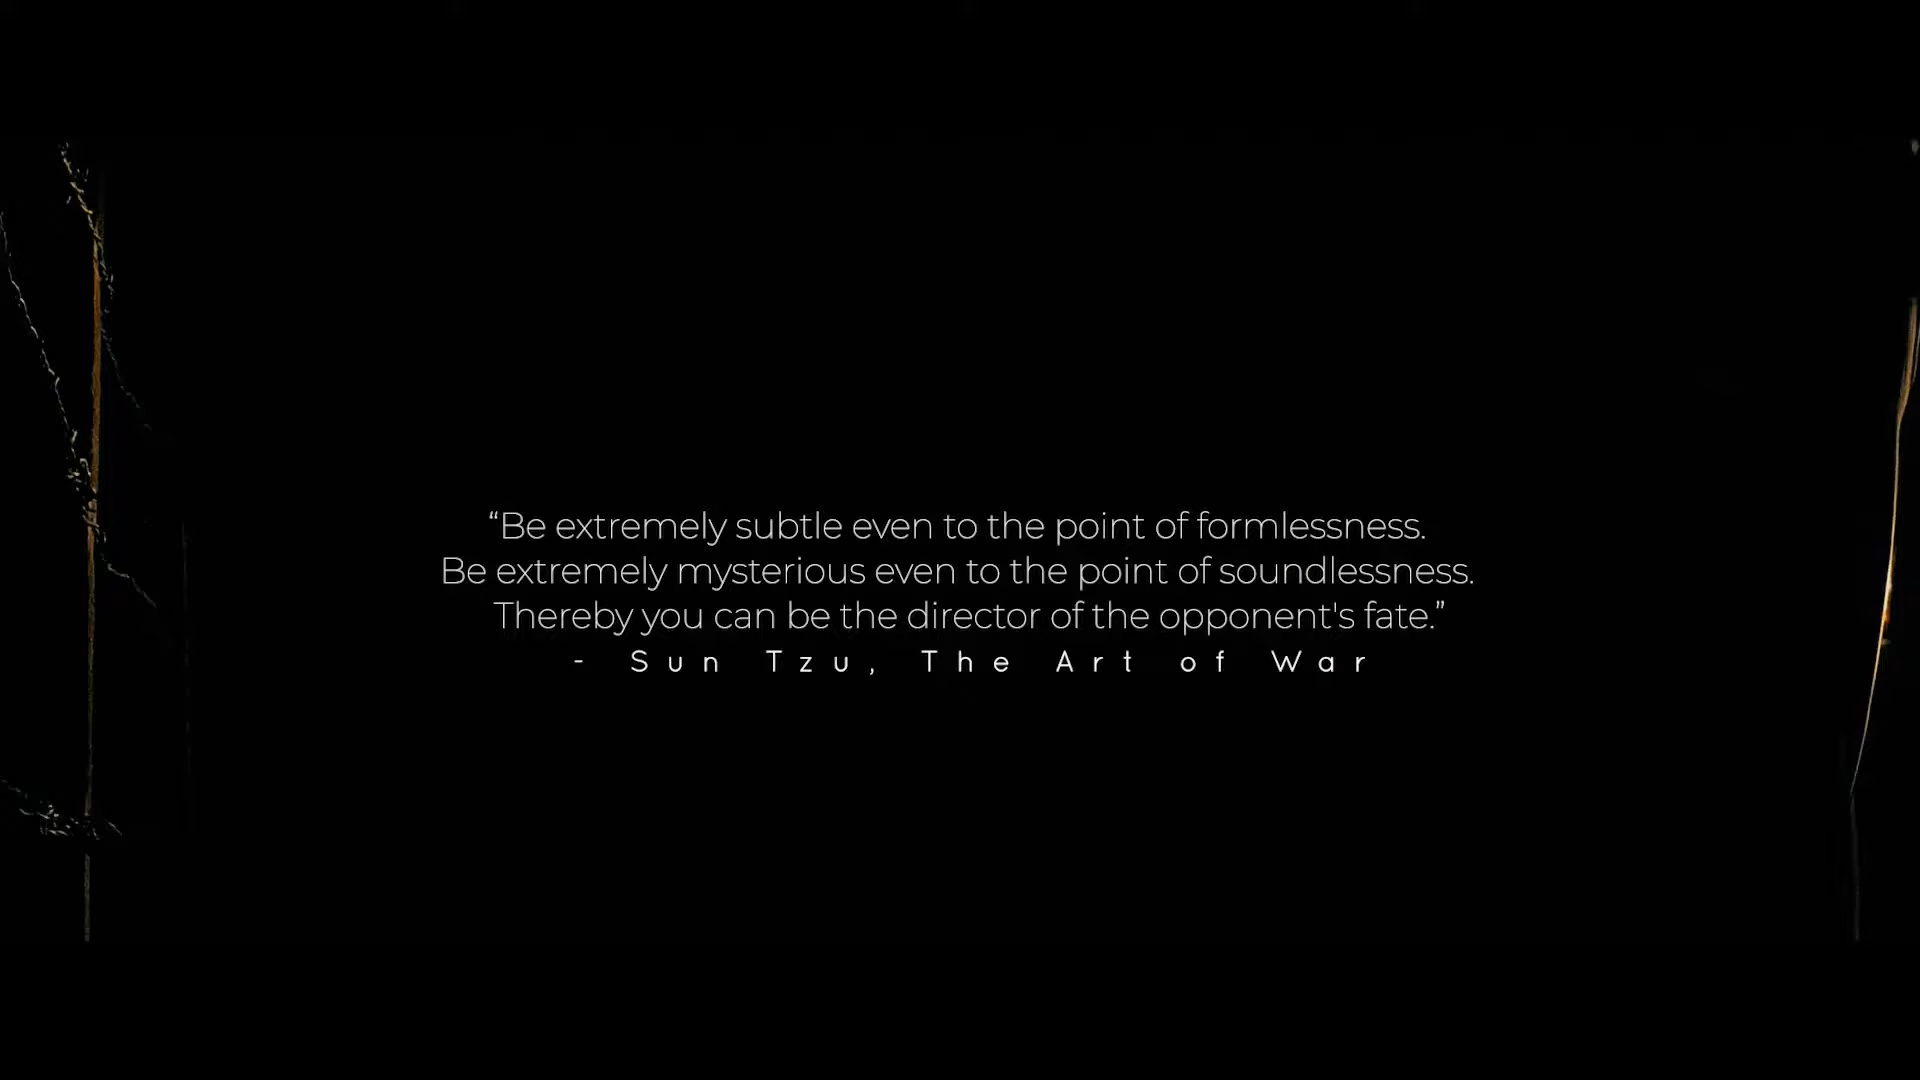 “Be extremely subtle even to the point of formlessness.
Be extremely mysterious even to the point of soundlessness.
Thereby you can be the director of the opponent's fate.”
- Sun Tzu, The Art of War